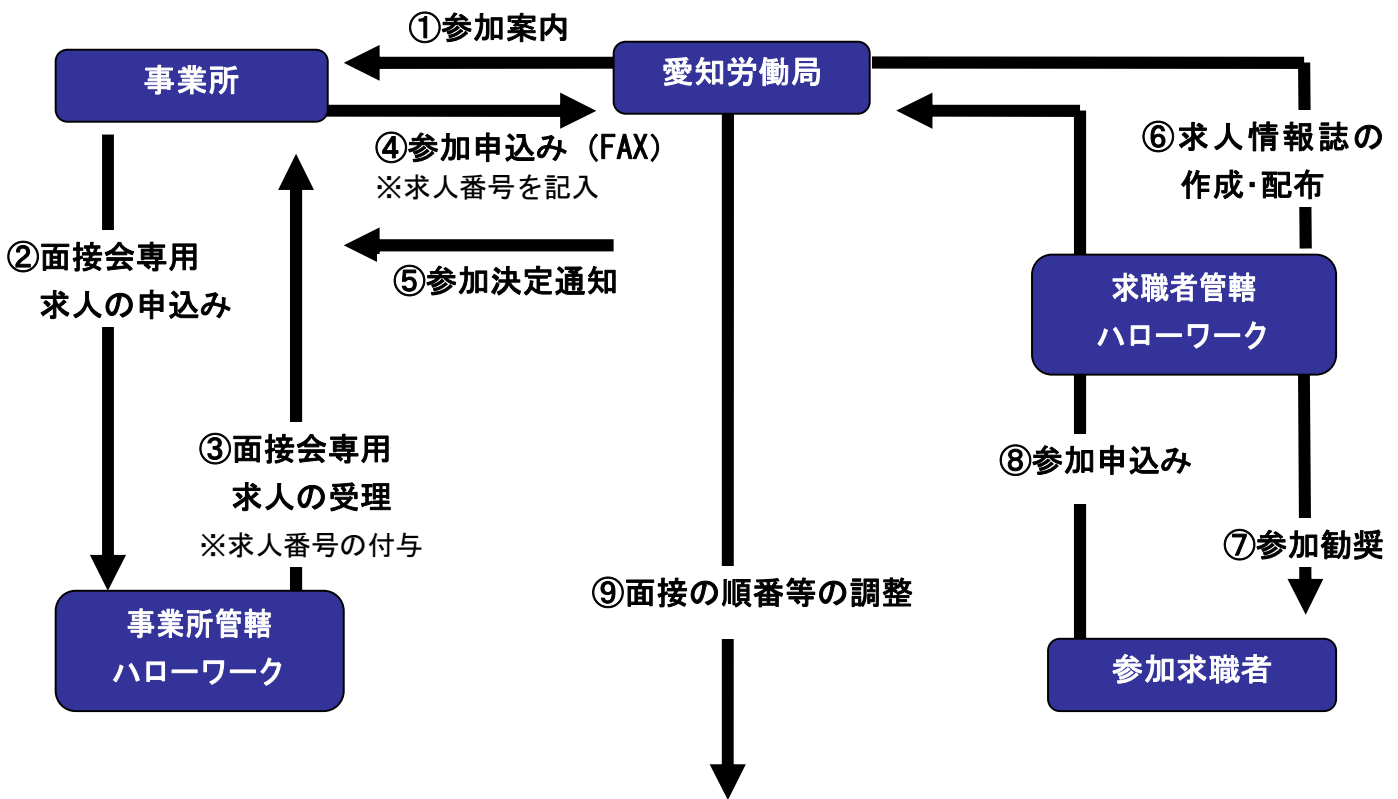 ①参加案内
事業所
愛知労働局
④参加申込み（FAX）
※求人番号を記入
⑥求人情報誌の
作成・配布
②面接会専用
求人の申込み
⑤参加決定通知
求職者管轄
ハローワーク
③面接会専用
求人の受理
※求人番号の付与
⑧参加申込み
⑦参加勧奨
⑨面接の順番等の調整
事業所管轄
ハローワーク
参加求職者